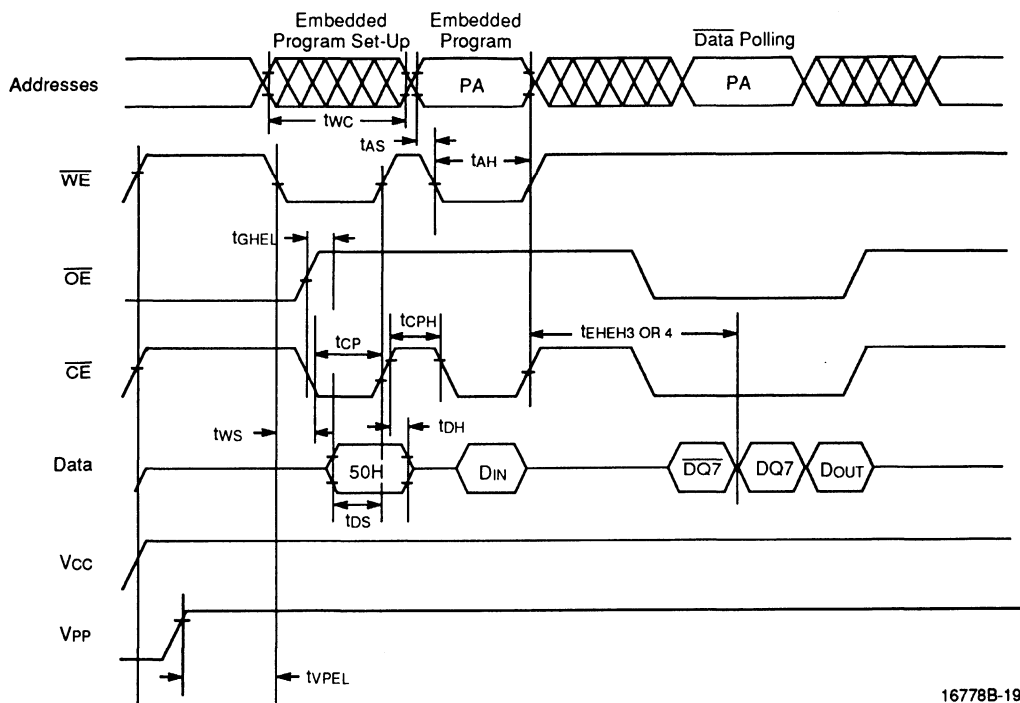 Embedded
Program Set-Up
Embedded
Program
Data Polling
Addresses
PA
PA
tWC
tAS
tAH
WE
tGHEL
OE
tCP
tCPH
tEHEH3 OR 4
CE
tWS
tDH
Data
50H
DIN
DQ7
DQ7
DOUT
tDS
VCC
VPP
tVPEL
16778B-19